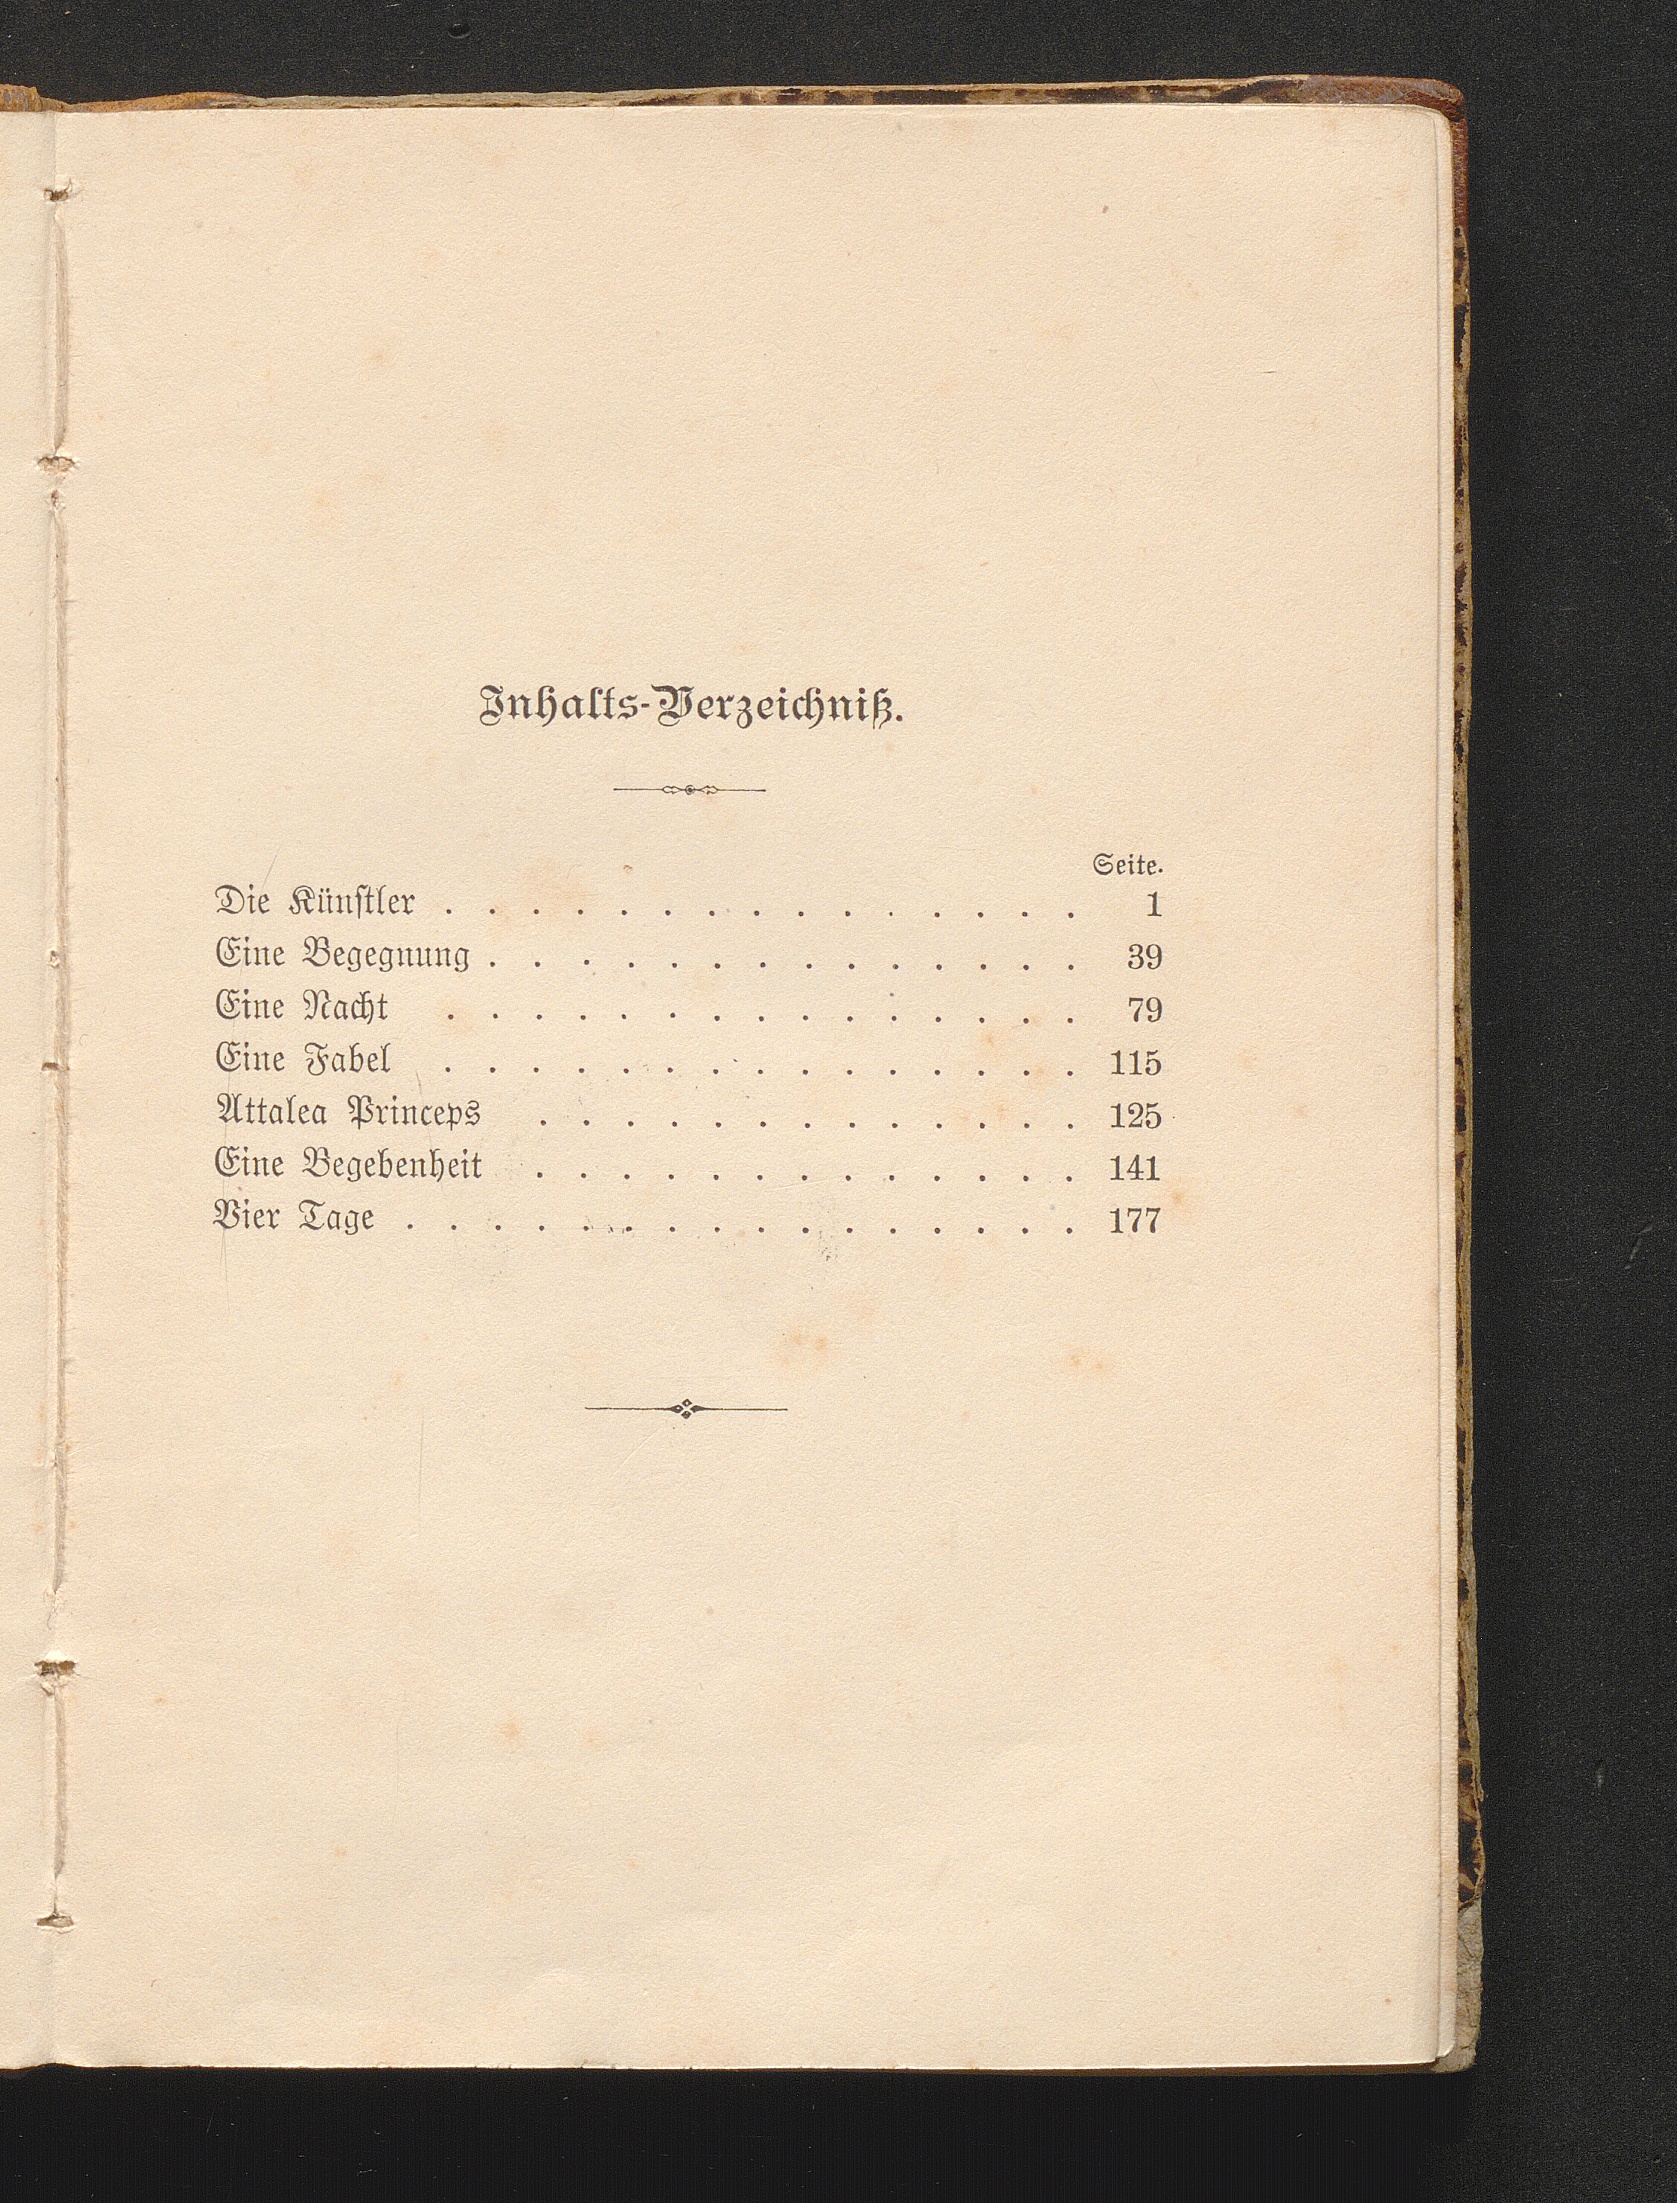 Inhalts-Verzeichniß.
Seite.
Die Künſtler . . . . . . . . . . . . . . . 1
Eine Begegnung . . . . . . . . . . . . . . 39
Eine Nacht . . . . . . . . . . . . . . . 79
Eine Fabel . . . . . . . . . . . . . . . 115
Attalea Princeps . . . . . . . . . . . . . 125
Eine Begebenheit . . . . . . . . . . . . . 141
Vier Tage . . . . . . . . . . . . . . . . 177